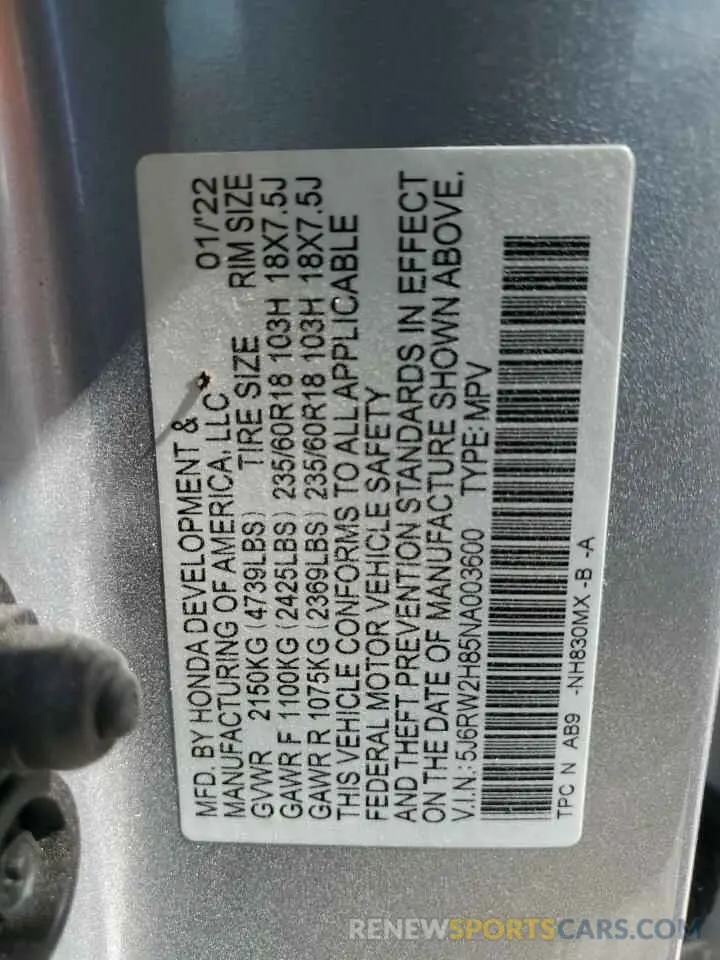 MFD. BY HONDA DEVELOPMENT & 01/'22
MANUFACTURING OF AMERICA, LLC
GVWR 2150KG (4739LBS) TIRE SIZE RIM SIZE
GAWR F 1100KG (2425LBS) 235/60R18 103H 18X7.5J
GAWR R 1075KG (2369LBS) 235/60R18 103H 18X7.5J
THIS VEHICLE CONFORMS TO ALL APPLICABLE
FEDERAL MOTOR VEHICLE SAFETY
AND THEFT PREVENTION STANDARDS IN EFFECT
ON THE DATE OF MANUFACTURE SHOWN ABOVE.
V.I.N.: 5J6RW2H85NA003600 TYPE: MPV
TPC N AB9 -NH830MX -B -A
RENEWSPORTSCARS.COM